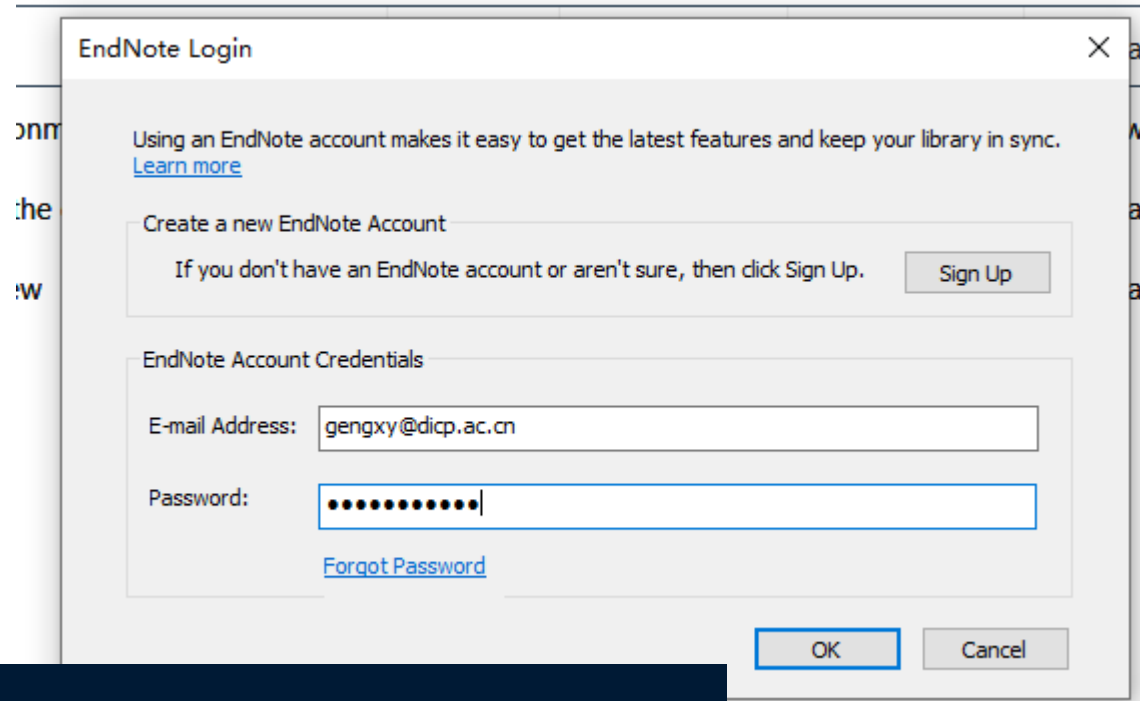 EndNote Login
Using an EndNote account makes it easy to get the latest features and keep your library in sync.
Learn more
Create a new EndNote Account
If you don't have an EndNote account or aren't sure, then click Sign Up.
Sign Up
EndNote Account Credentials
E-mail Address:
gengxy@dicp.ac.cn
Password:
•••••••••••
Forgot Password
OK
Cancel
the